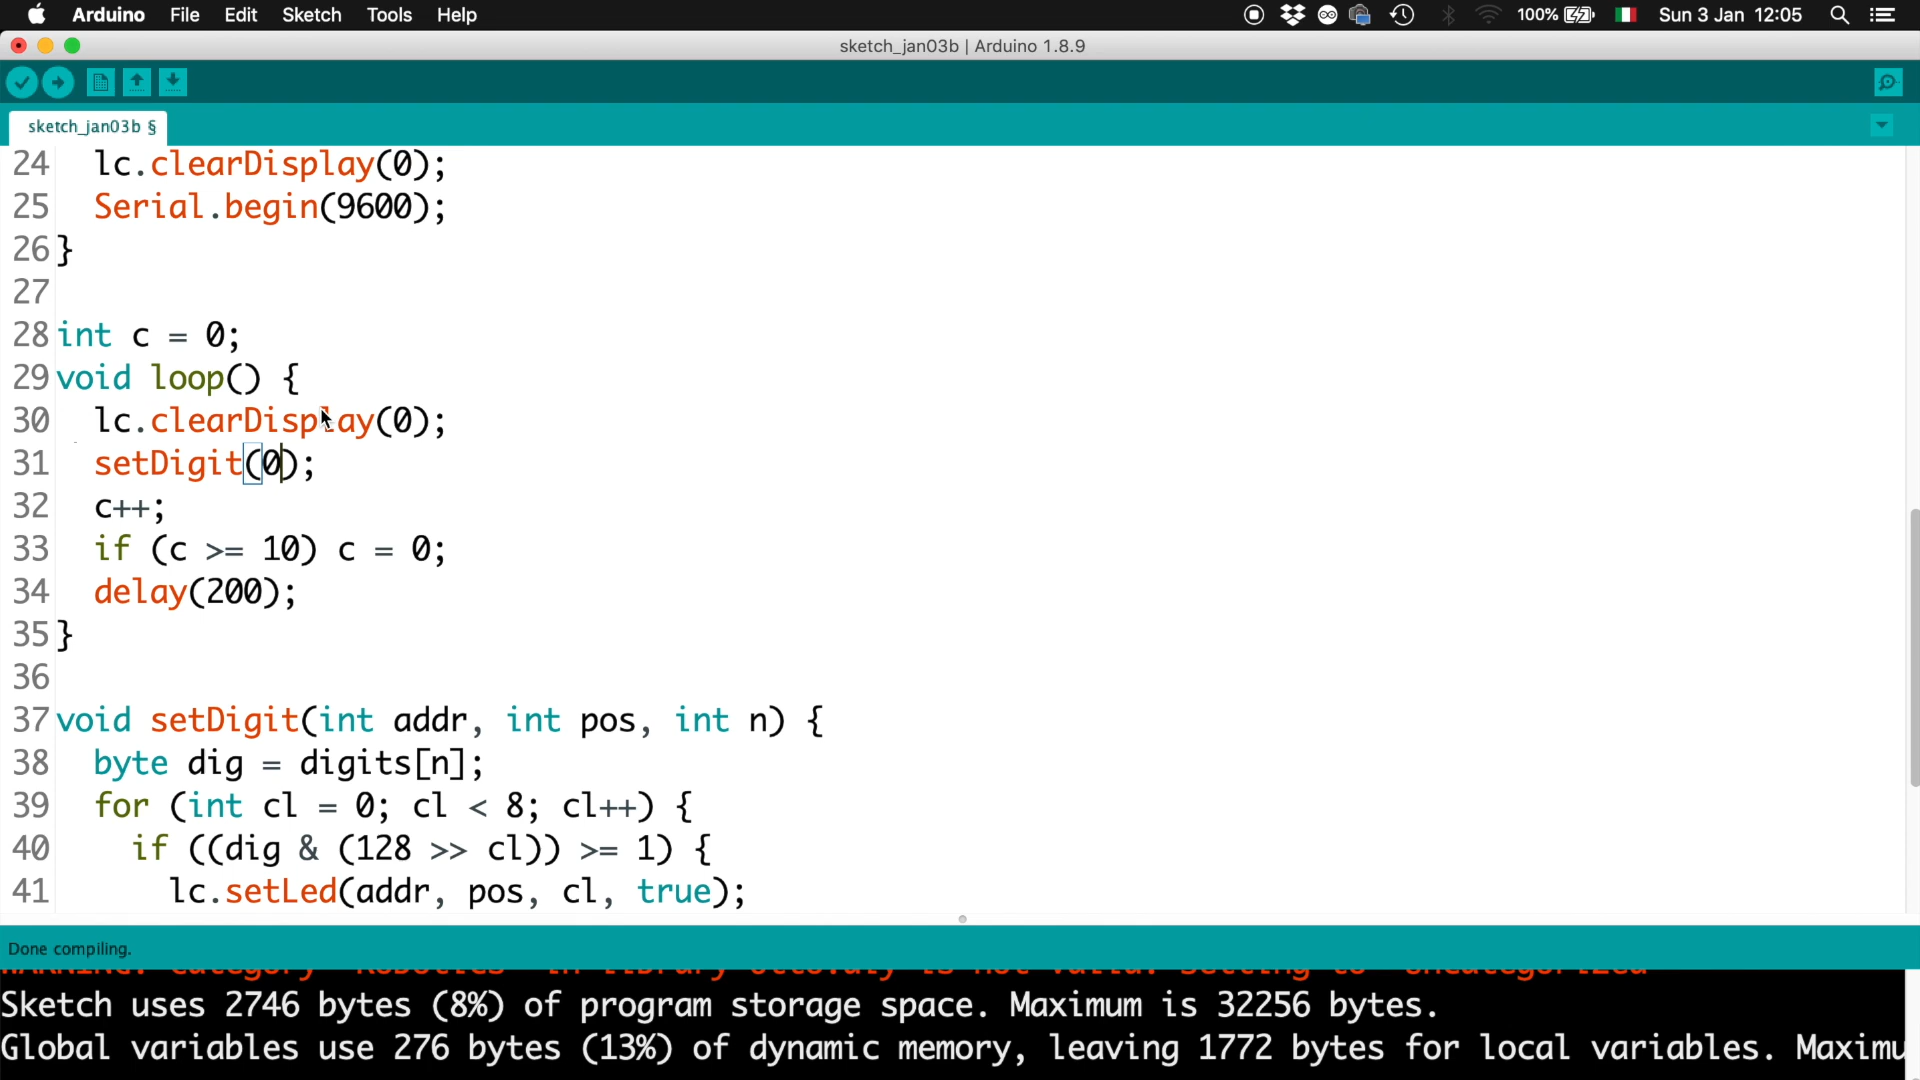 Arduino File Edit Sketch Tools Help 100% Sun 3 Jan 12:05
sketch_jan03b | Arduino 1.8.9
sketch_jan03b §
24 lc.clearDisplay(0);
25 Serial.begin(9600);
26 }
27
28 int c = 0;
29 void loop() {
30 lc.clearDisplay(0);
31 setDigit(0);
32 c++;
33 if (c >= 10) c = 0;
34 delay(200);
35 }
36
37 void setDigit(int addr, int pos, int n) {
38 byte dig = digits[n];
39 for (int cl = 0; cl < 8; cl++) {
40 if ((dig & (128 >> cl)) >= 1) {
41 lc.setLed(addr, pos, cl, true);
Done compiling.
Sketch uses 2746 bytes (8%) of program storage space. Maximum is 32256 bytes.
Global variables use 276 bytes (13%) of dynamic memory, leaving 1772 bytes for local variables. Maximu